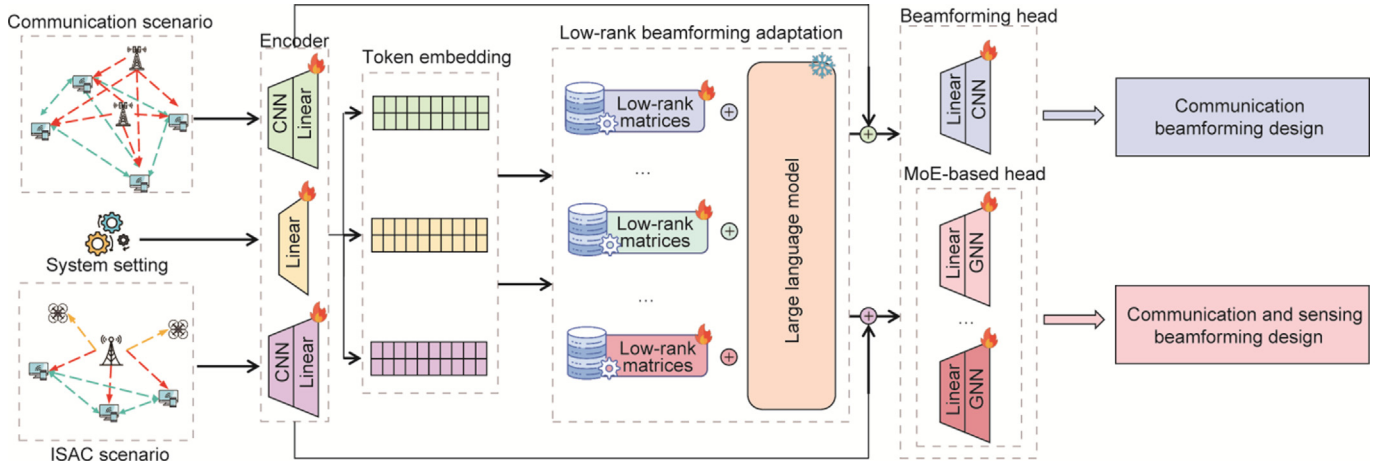 Communication scenario
Encoder
Token embedding
Low-rank beamforming adaptation
Beamforming head
CNN
Linear
Low-rank
matrices
+
+
Linear
CNN
Communication
beamforming design
...
Large language model
MoE-based head
System setting
Linear
Low-rank
matrices
+
Linear
GNN
...
...
CNN
Linear
Low-rank
matrices
+
+
Linear
GNN
Communication and sensing
beamforming design
ISAC scenario